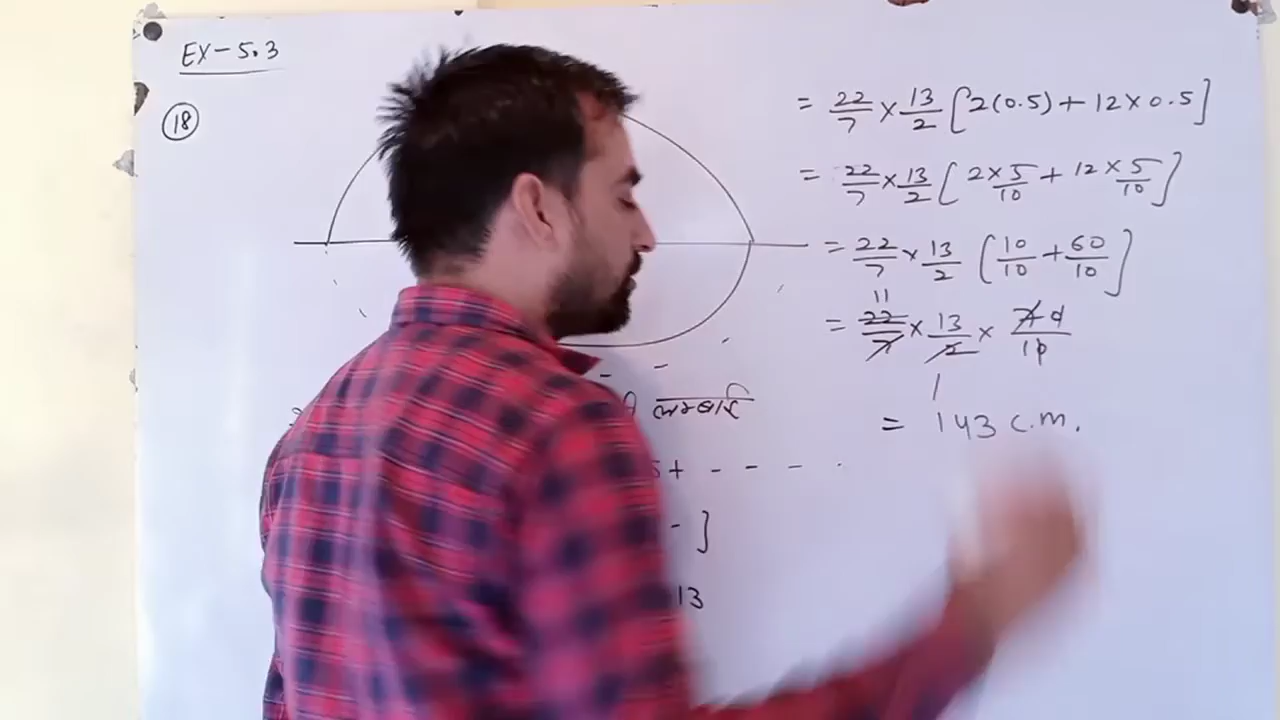 EX-5.3
18
5+ - - - -
- ]
13
= 22/7 × 13/2 [2(0.5) + 12 × 0.5]
= 22/7 × 13/2 [2 × 5/10 + 12 × 5/10]
= 22/7 × 13/2 [10/10 + 60/10]
11
= 22/7 × 13/2 × 70/10
1
= 143 c.m.